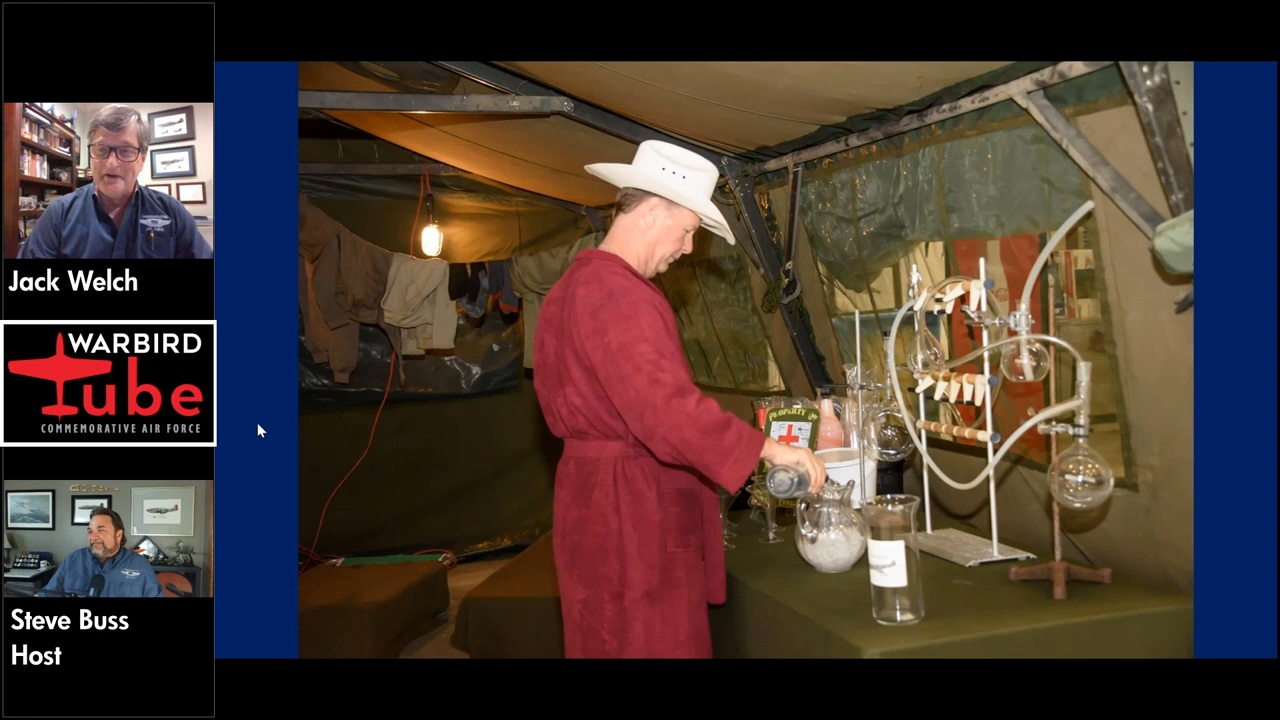 Jack Welch
WARBIRD
Tube
COMMEMORATIVE AIR FORCE
Steve Buss
Host
PROPERTY OF